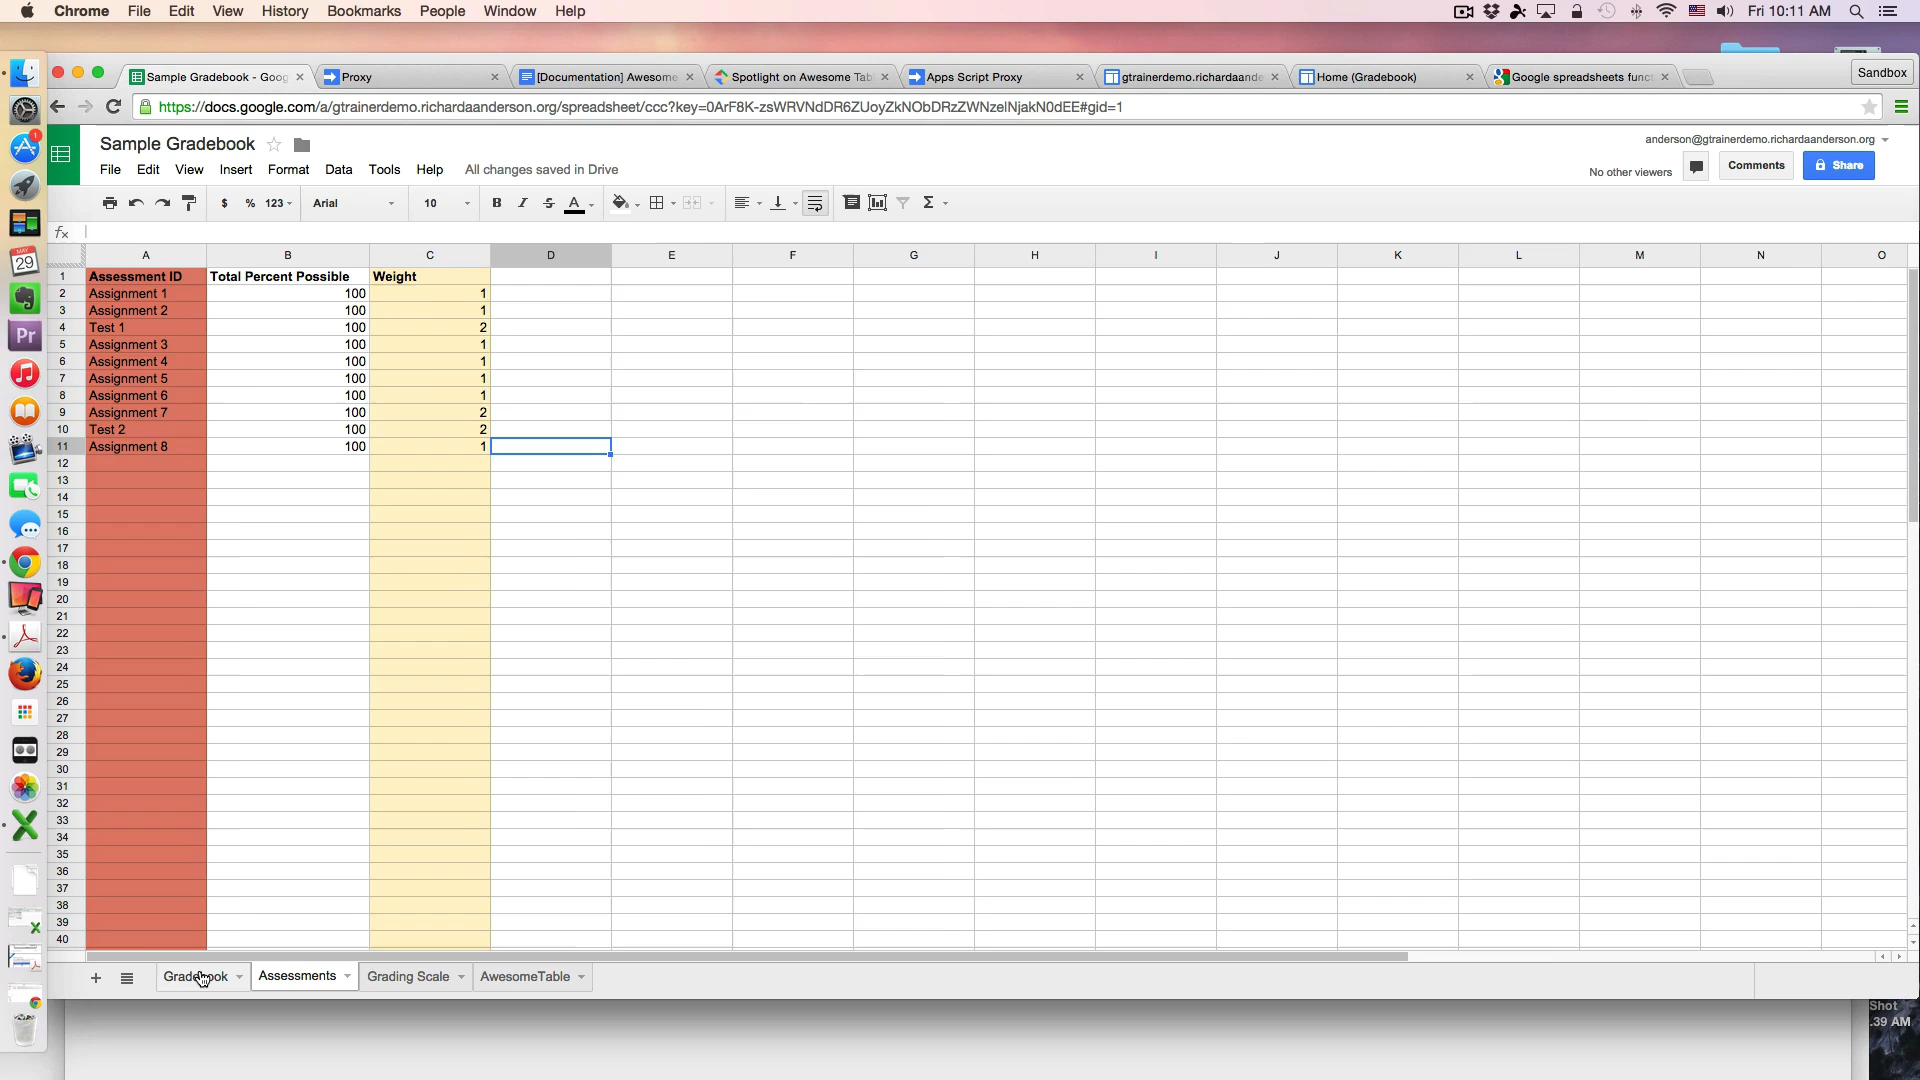 Chrome File Edit View History Bookmarks People Window Help Fri 10:11 AM
Sample Gradebook - Goog Proxy [Documentation] Awesome Spotlight on Awesome Tab Apps Script Proxy gtrainerdemo.richardaande Home (Gradebook) Google spreadsheets funct Sandbox
https://docs.google.com/a/gtrainerdemo.richardaanderson.org/spreadsheet/ccc?key=0ArF8K-zsWRVNdDR6ZUoyZkNObDRzZWNzelNjakN0dEE#gid=1
Sample Gradebook anderson@gtrainerdemo.richardaanderson.org
File Edit View Insert Format Data Tools Help All changes saved in Drive No other viewers Comments Share
$ % 123 Arial 10 B I S A Σ
fx
A B C D E F G H I J K L M N O
1 Assessment ID Total Percent Possible Weight
2 Assignment 1 100 1
3 Assignment 2 100 1
4 Test 1 100 2
5 Assignment 3 100 1
6 Assignment 4 100 1
7 Assignment 5 100 1
8 Assignment 6 100 1
9 Assignment 7 100 2
10 Test 2 100 2
11 Assignment 8 100 1
12
13
14
15
16
17
18
19
20
21
22
23
24
25
26
27
28
29
30
31
32
33
34
35
36
37
38
39
40
Gradebook Assessments Grading Scale AwesomeTable
MAY
29
Pr
1
Shot
.39 AM